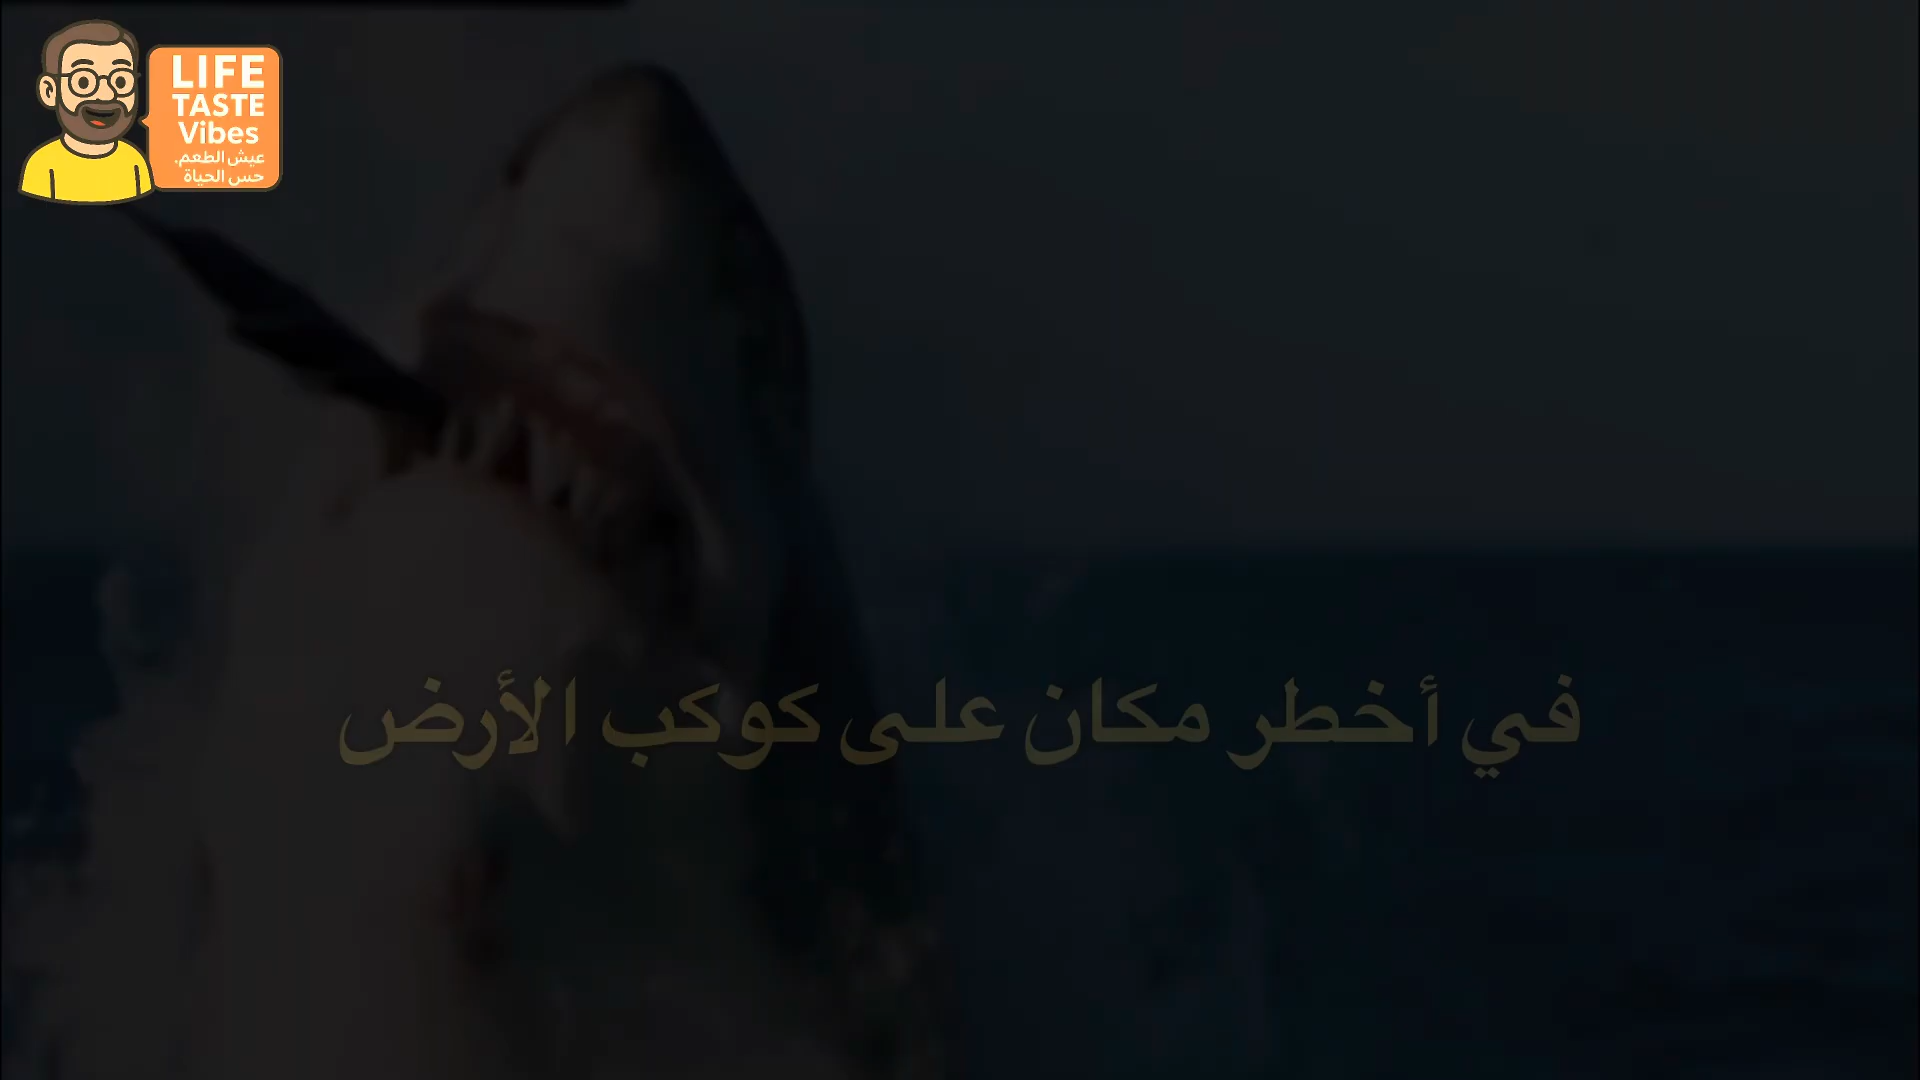 LIFE
TASTE
Vibes
عيش الطعم.
حس الحياة
في أخطر مكان على كوكب الأرض